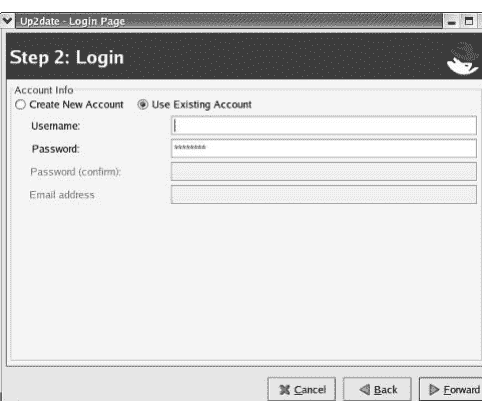 Up2date - Login Page
Step 2: Login
Account Info
Create New Account Use Existing Account
Username:
Password: ********
Password (confirm):
Email address
Cancel Back Forward